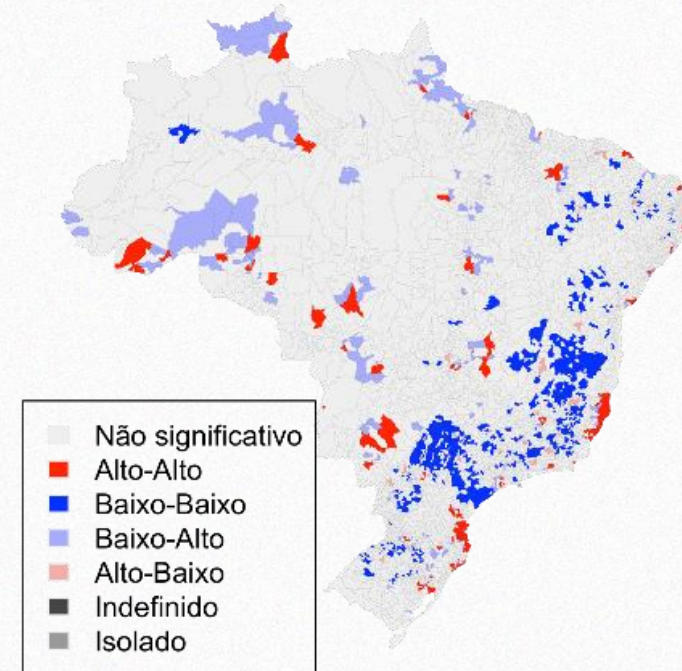 Não significativo
Alto-Alto
Baixo-Baixo
Baixo-Alto
Alto-Baixo
Indefinido
Isolado